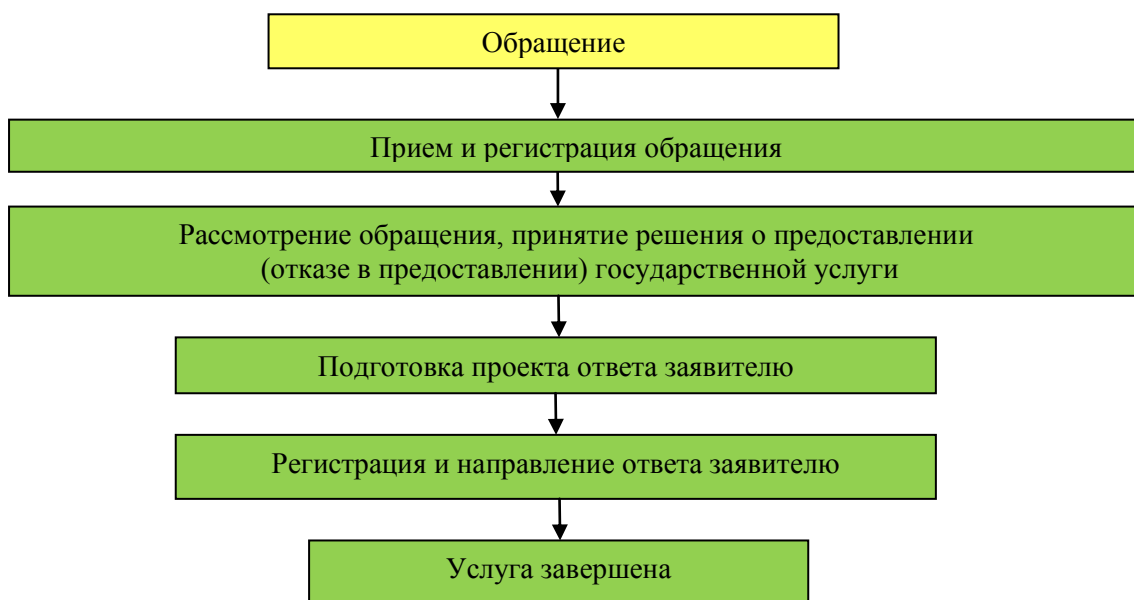 Обращение
Прием и регистрация обращения
Рассмотрение обращения, принятие решения о предоставлении
(отказе в предоставлении) государственной услуги
Подготовка проекта ответа заявителю
Регистрация и направление ответа заявителю
Услуга завершена